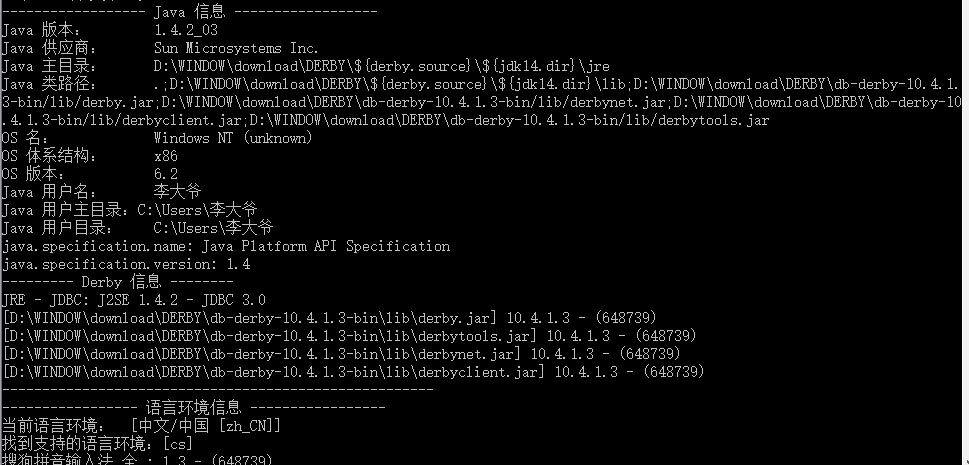 ------------------ Java 信息 ------------------
Java 版本:        1.4.2_03
Java 供应商:      Sun Microsystems Inc.
Java 主目录:      D:\WINDOW\download\DERBY\${derby.source}\${jdk14.dir}\jre
Java 类路径:      .;D:\WINDOW\download\DERBY\${derby.source}\${jdk14.dir}\lib;D:\WINDOW\download\DERBY\db-derby-10.4.1.
3-bin/lib/derby.jar;D:\WINDOW\download\DERBY\db-derby-10.4.1.3-bin/lib/derbynet.jar;D:\WINDOW\download\DERBY\db-derby-10
.4.1.3-bin/lib/derbyclient.jar;D:\WINDOW\download\DERBY\db-derby-10.4.1.3-bin/lib/derbytools.jar
OS 名:            Windows NT (unknown)
OS 体系结构:      x86
OS 版本:          6.2
Java 用户名:      李大爷
Java 用户主目录: C:\Users\李大爷
Java 用户目录:    C:\Users\李大爷
java.specification.name: Java Platform API Specification
java.specification.version: 1.4
--------- Derby 信息 --------
JRE - JDBC: J2SE 1.4.2 - JDBC 3.0
[D:\WINDOW\download\DERBY\db-derby-10.4.1.3-bin\lib\derby.jar] 10.4.1.3 - (648739)
[D:\WINDOW\download\DERBY\db-derby-10.4.1.3-bin\lib\derbytools.jar] 10.4.1.3 - (648739)
[D:\WINDOW\download\DERBY\db-derby-10.4.1.3-bin\lib\derbynet.jar] 10.4.1.3 - (648739)
[D:\WINDOW\download\DERBY\db-derby-10.4.1.3-bin\lib\derbyclient.jar] 10.4.1.3 - (648739)
------------------------------------------------------
----------------- 语言环境信息 -----------------
当前语言环境:  [中文/中国 [zh_CN]]
找到支持的语言环境: [cs]
搜狗拼音输入法 全 : 1.3 - (648739)